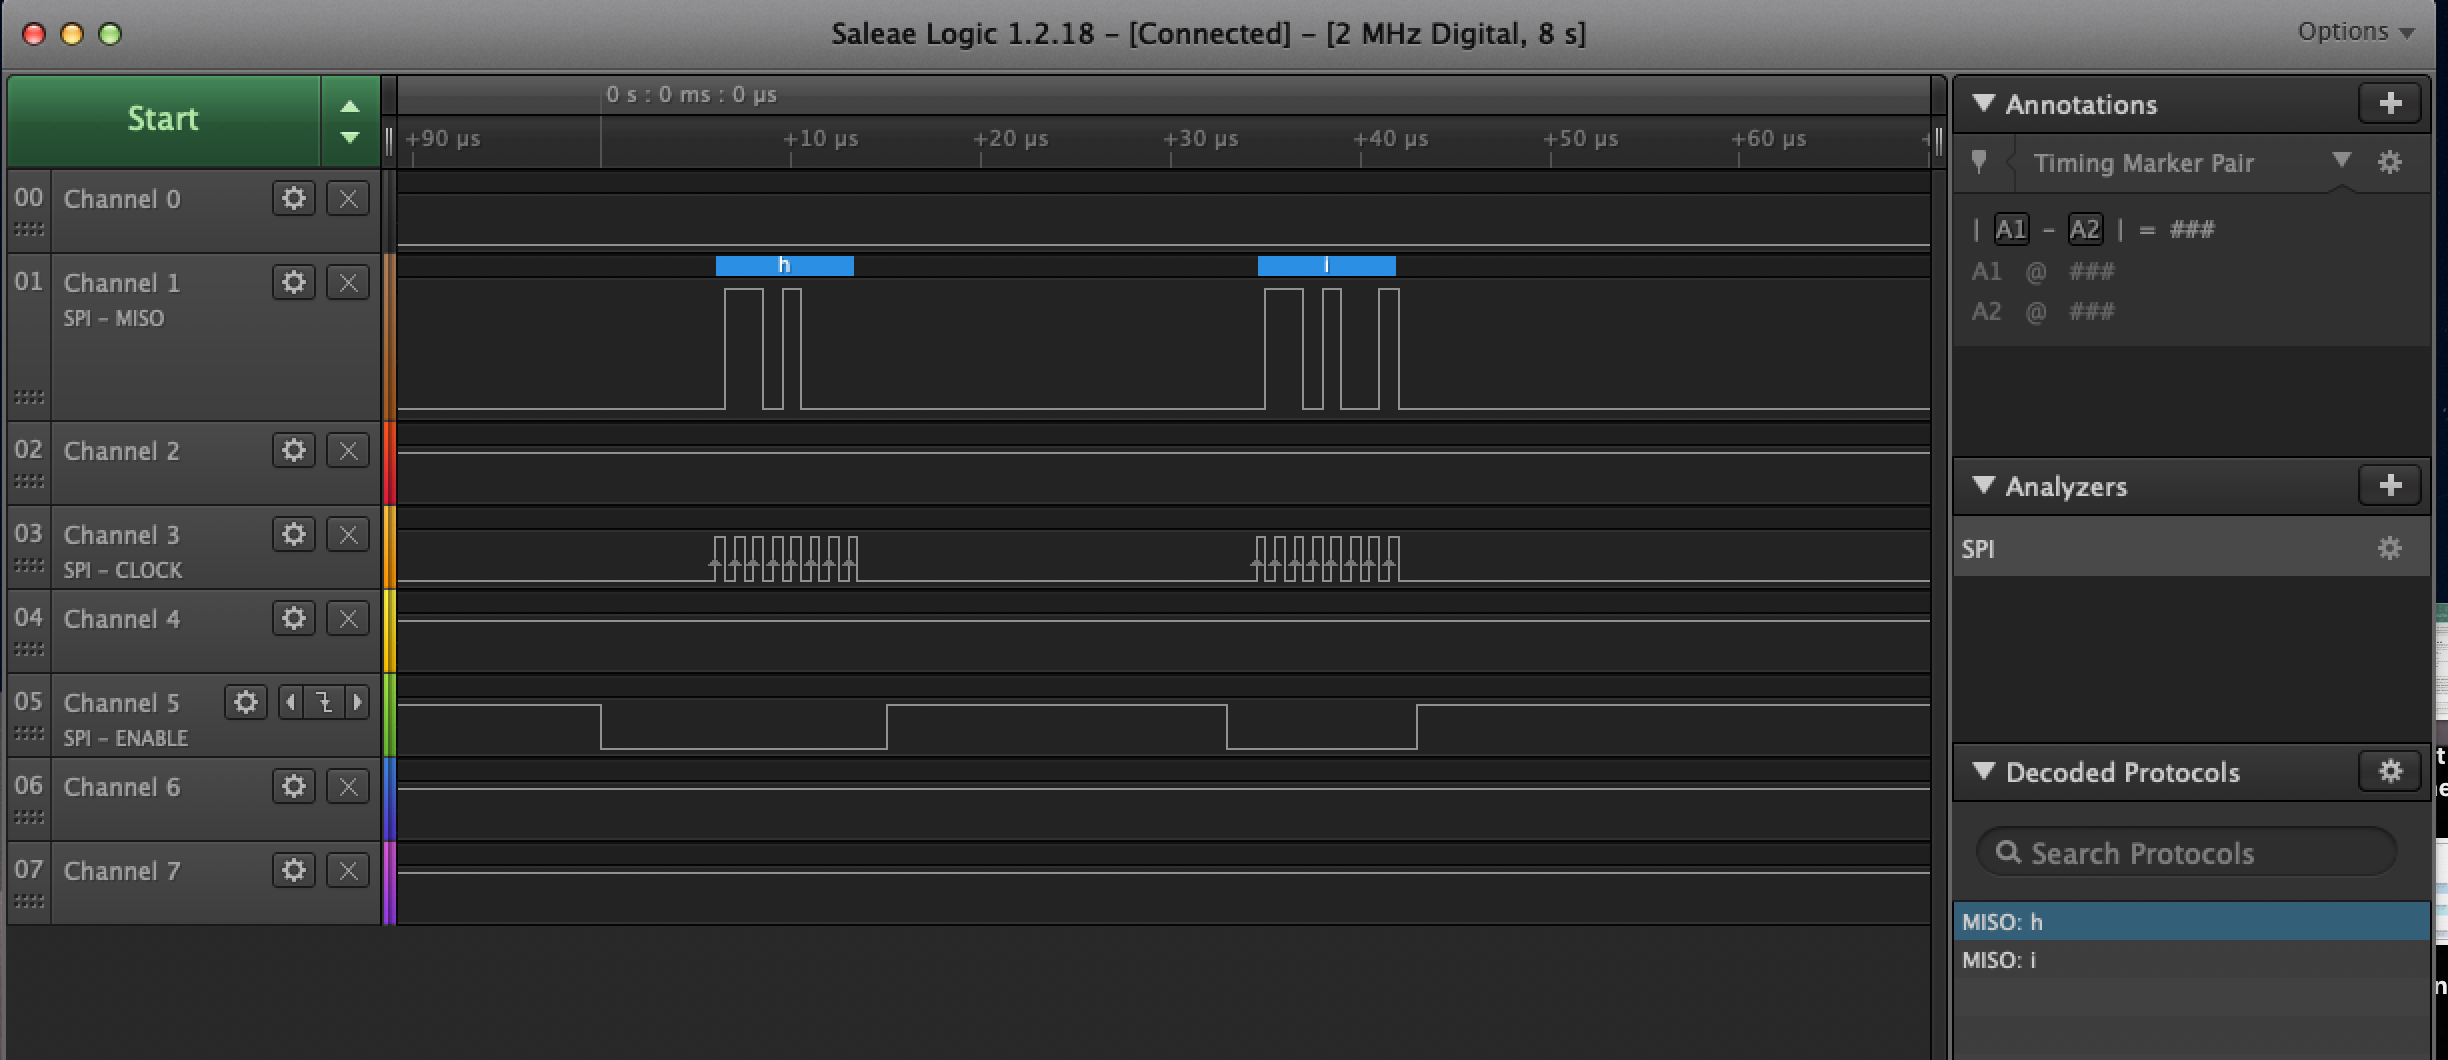 Saleae Logic 1.2.18 – [Connected] – [2 MHz Digital, 8 s]
Options
Start
0 s : 0 ms : 0 µs
+90 µs +10 µs +20 µs +30 µs +40 µs +50 µs +60 µs
00 Channel 0
01 Channel 1
SPI – MISO
h i
02 Channel 2
03 Channel 3
SPI – CLOCK
04 Channel 4
05 Channel 5
SPI – ENABLE
06 Channel 6
07 Channel 7
Annotations
Timing Marker Pair
| A1 – A2 | = ###
A1 @ ###
A2 @ ###
Analyzers
SPI
Decoded Protocols
Search Protocols
MISO: h
MISO: i